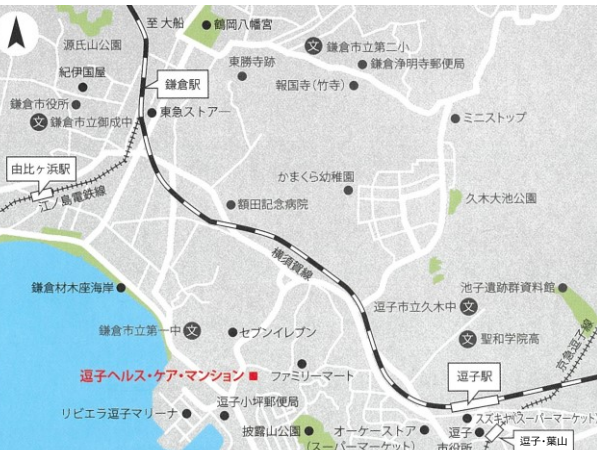 至 大船
鶴岡八幡宮
源氏山公園
鎌倉市立第二小
文
東勝寺跡
鎌倉浄明寺郵便局
紀伊国屋
鎌倉駅
報国寺(竹寺)
鎌倉市役所
東急ストアー
文
鎌倉市立御成中
ミニストップ
由比ヶ浜駅
江ノ島電鉄線
かまくら幼稚園
久木大池公園
額田記念病院
横須賀線
鎌倉材木座海岸
池子遺跡群資料館
逗子市立久木中
文
鎌倉市立第一中
文
セブンイレブン
文
聖和学院高
京急逗子線
逗子ヘルス・ケア・マンション
ファミリーマート
逗子駅
逗子小坪郵便局
リビエラ逗子マリーナ
スズキヤ(スーパーマーケット)
披露山公園
オーケーストア
(スーパーマーケット)
逗子
市役所
逗子・葉山